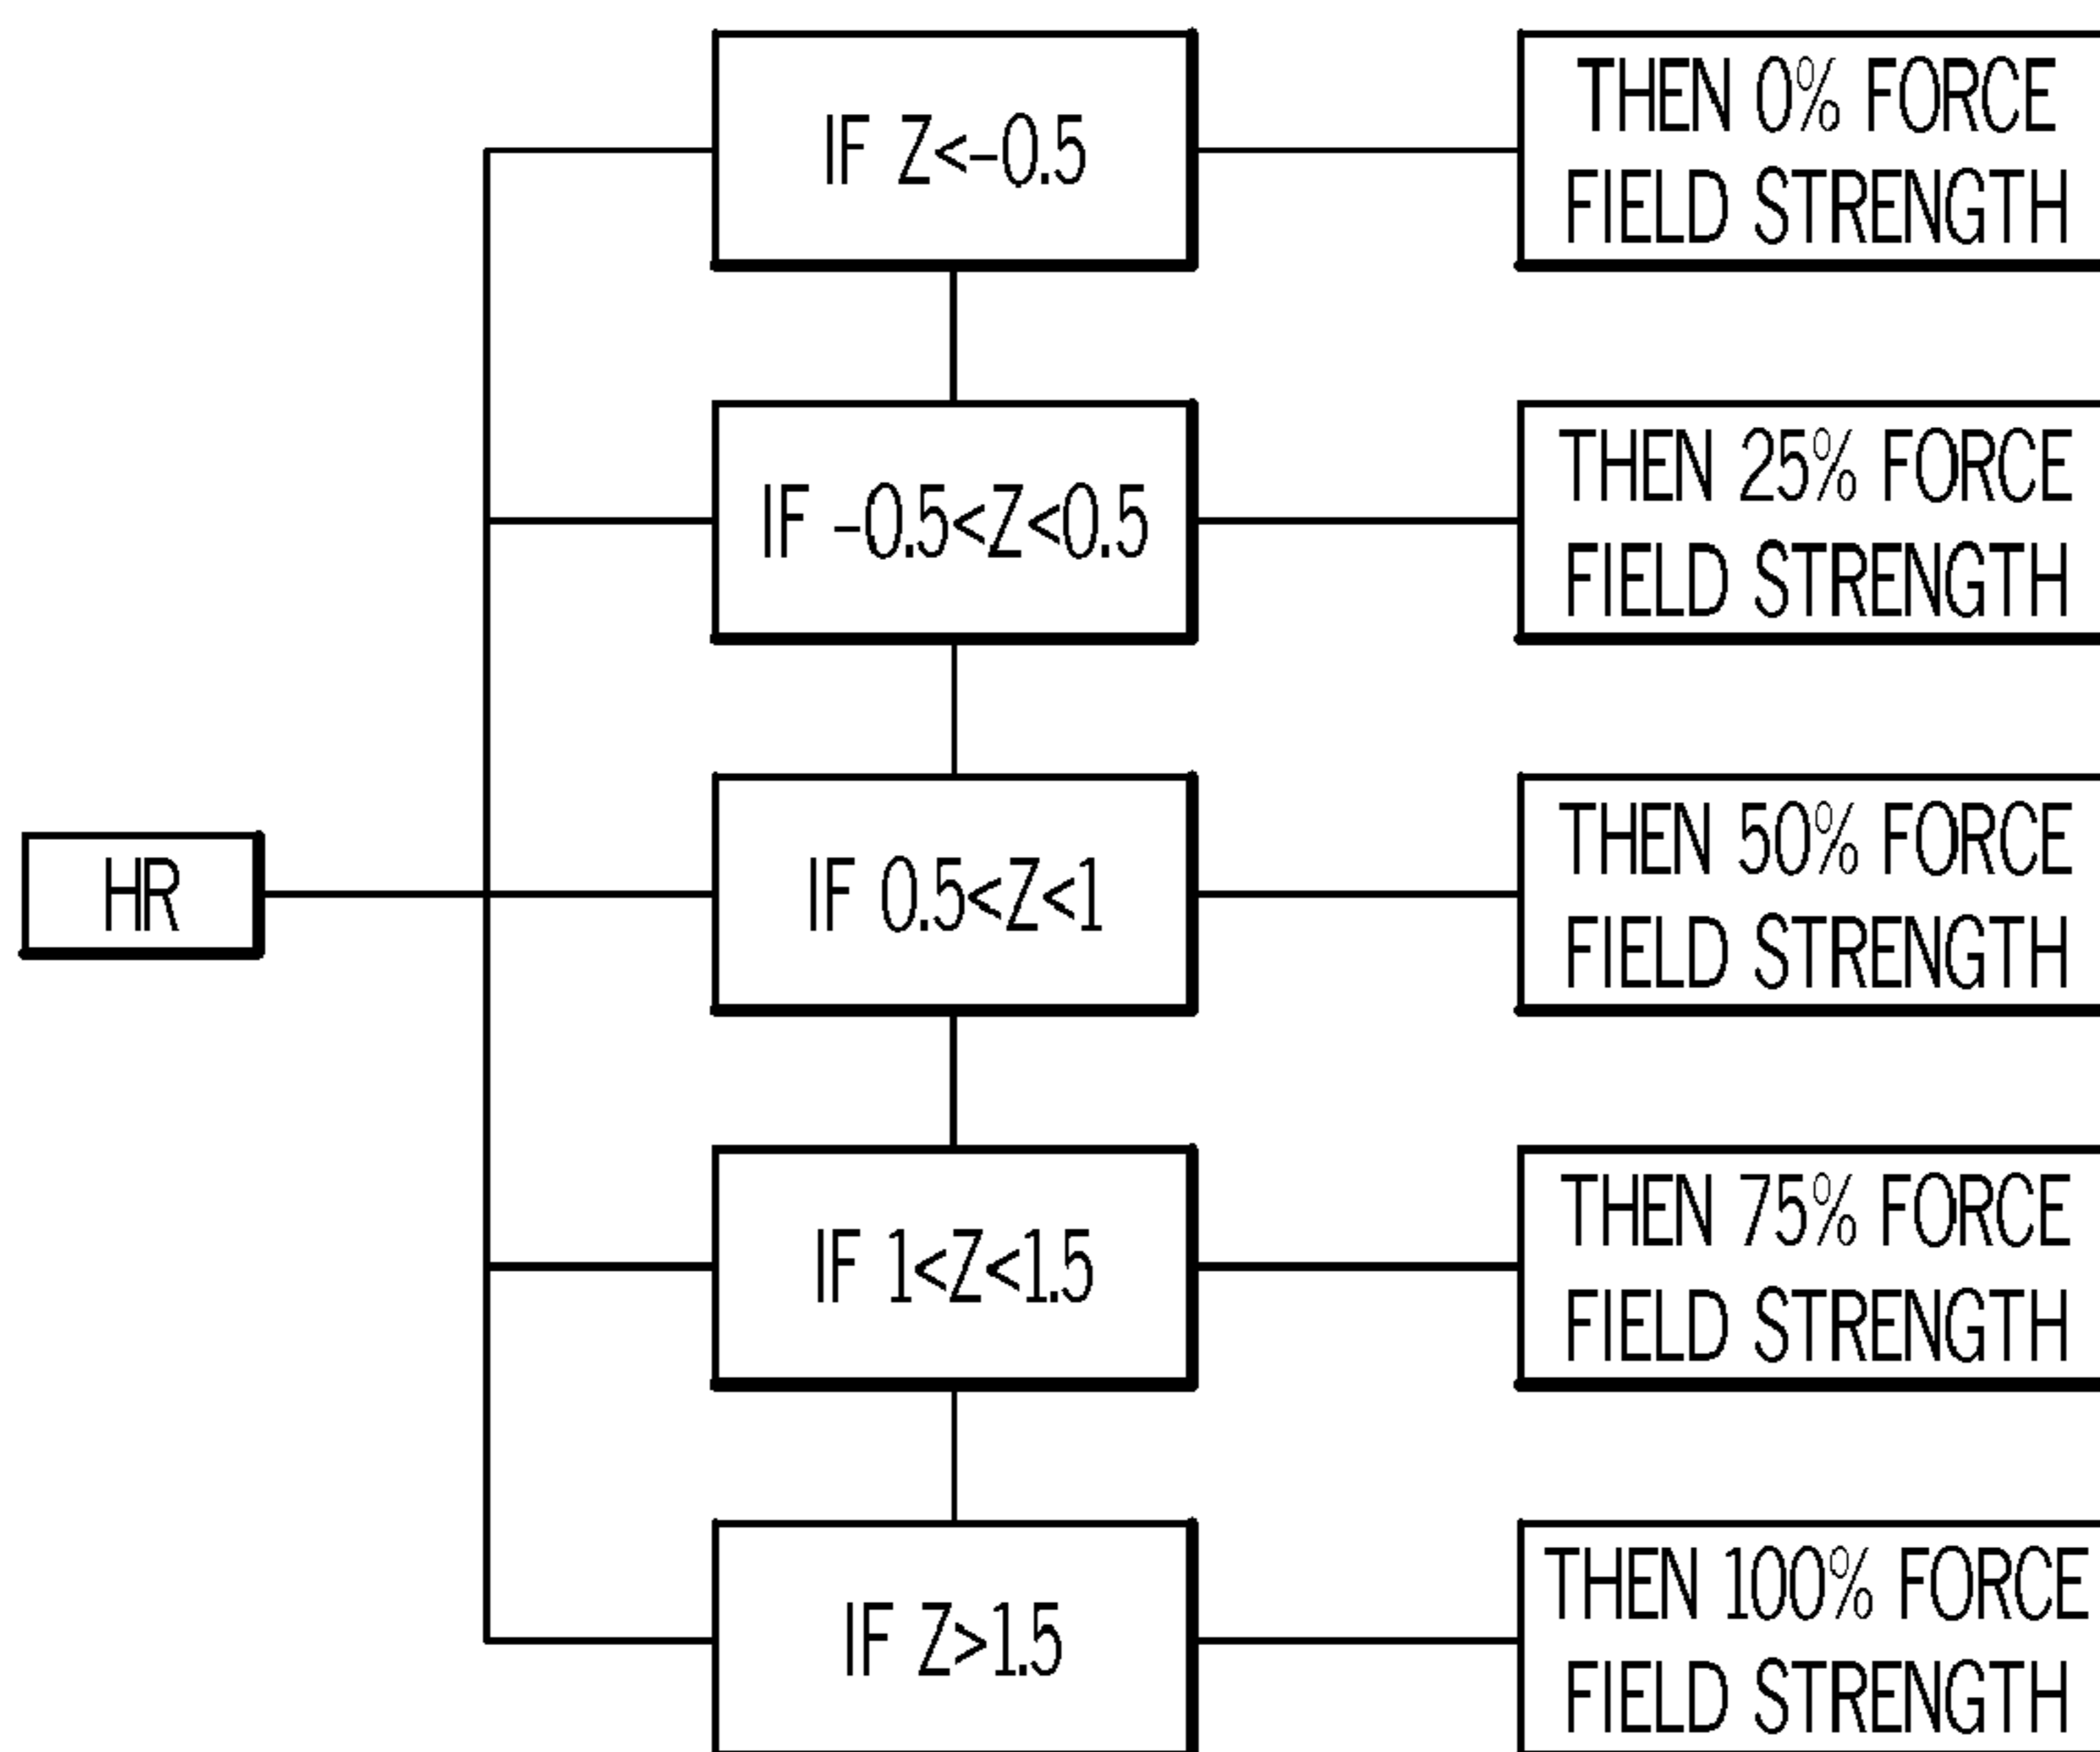 IF Z<-0.5
THEN 0% FORCE
FIELD STRENGTH
IF -0.5<Z<0.5
THEN 25% FORCE
FIELD STRENGTH
HR
IF 0.5<Z<1
THEN 50% FORCE
FIELD STRENGTH
IF 1<Z<1.5
THEN 75% FORCE
FIELD STRENGTH
IF Z>1.5
THEN 100% FORCE
FIELD STRENGTH